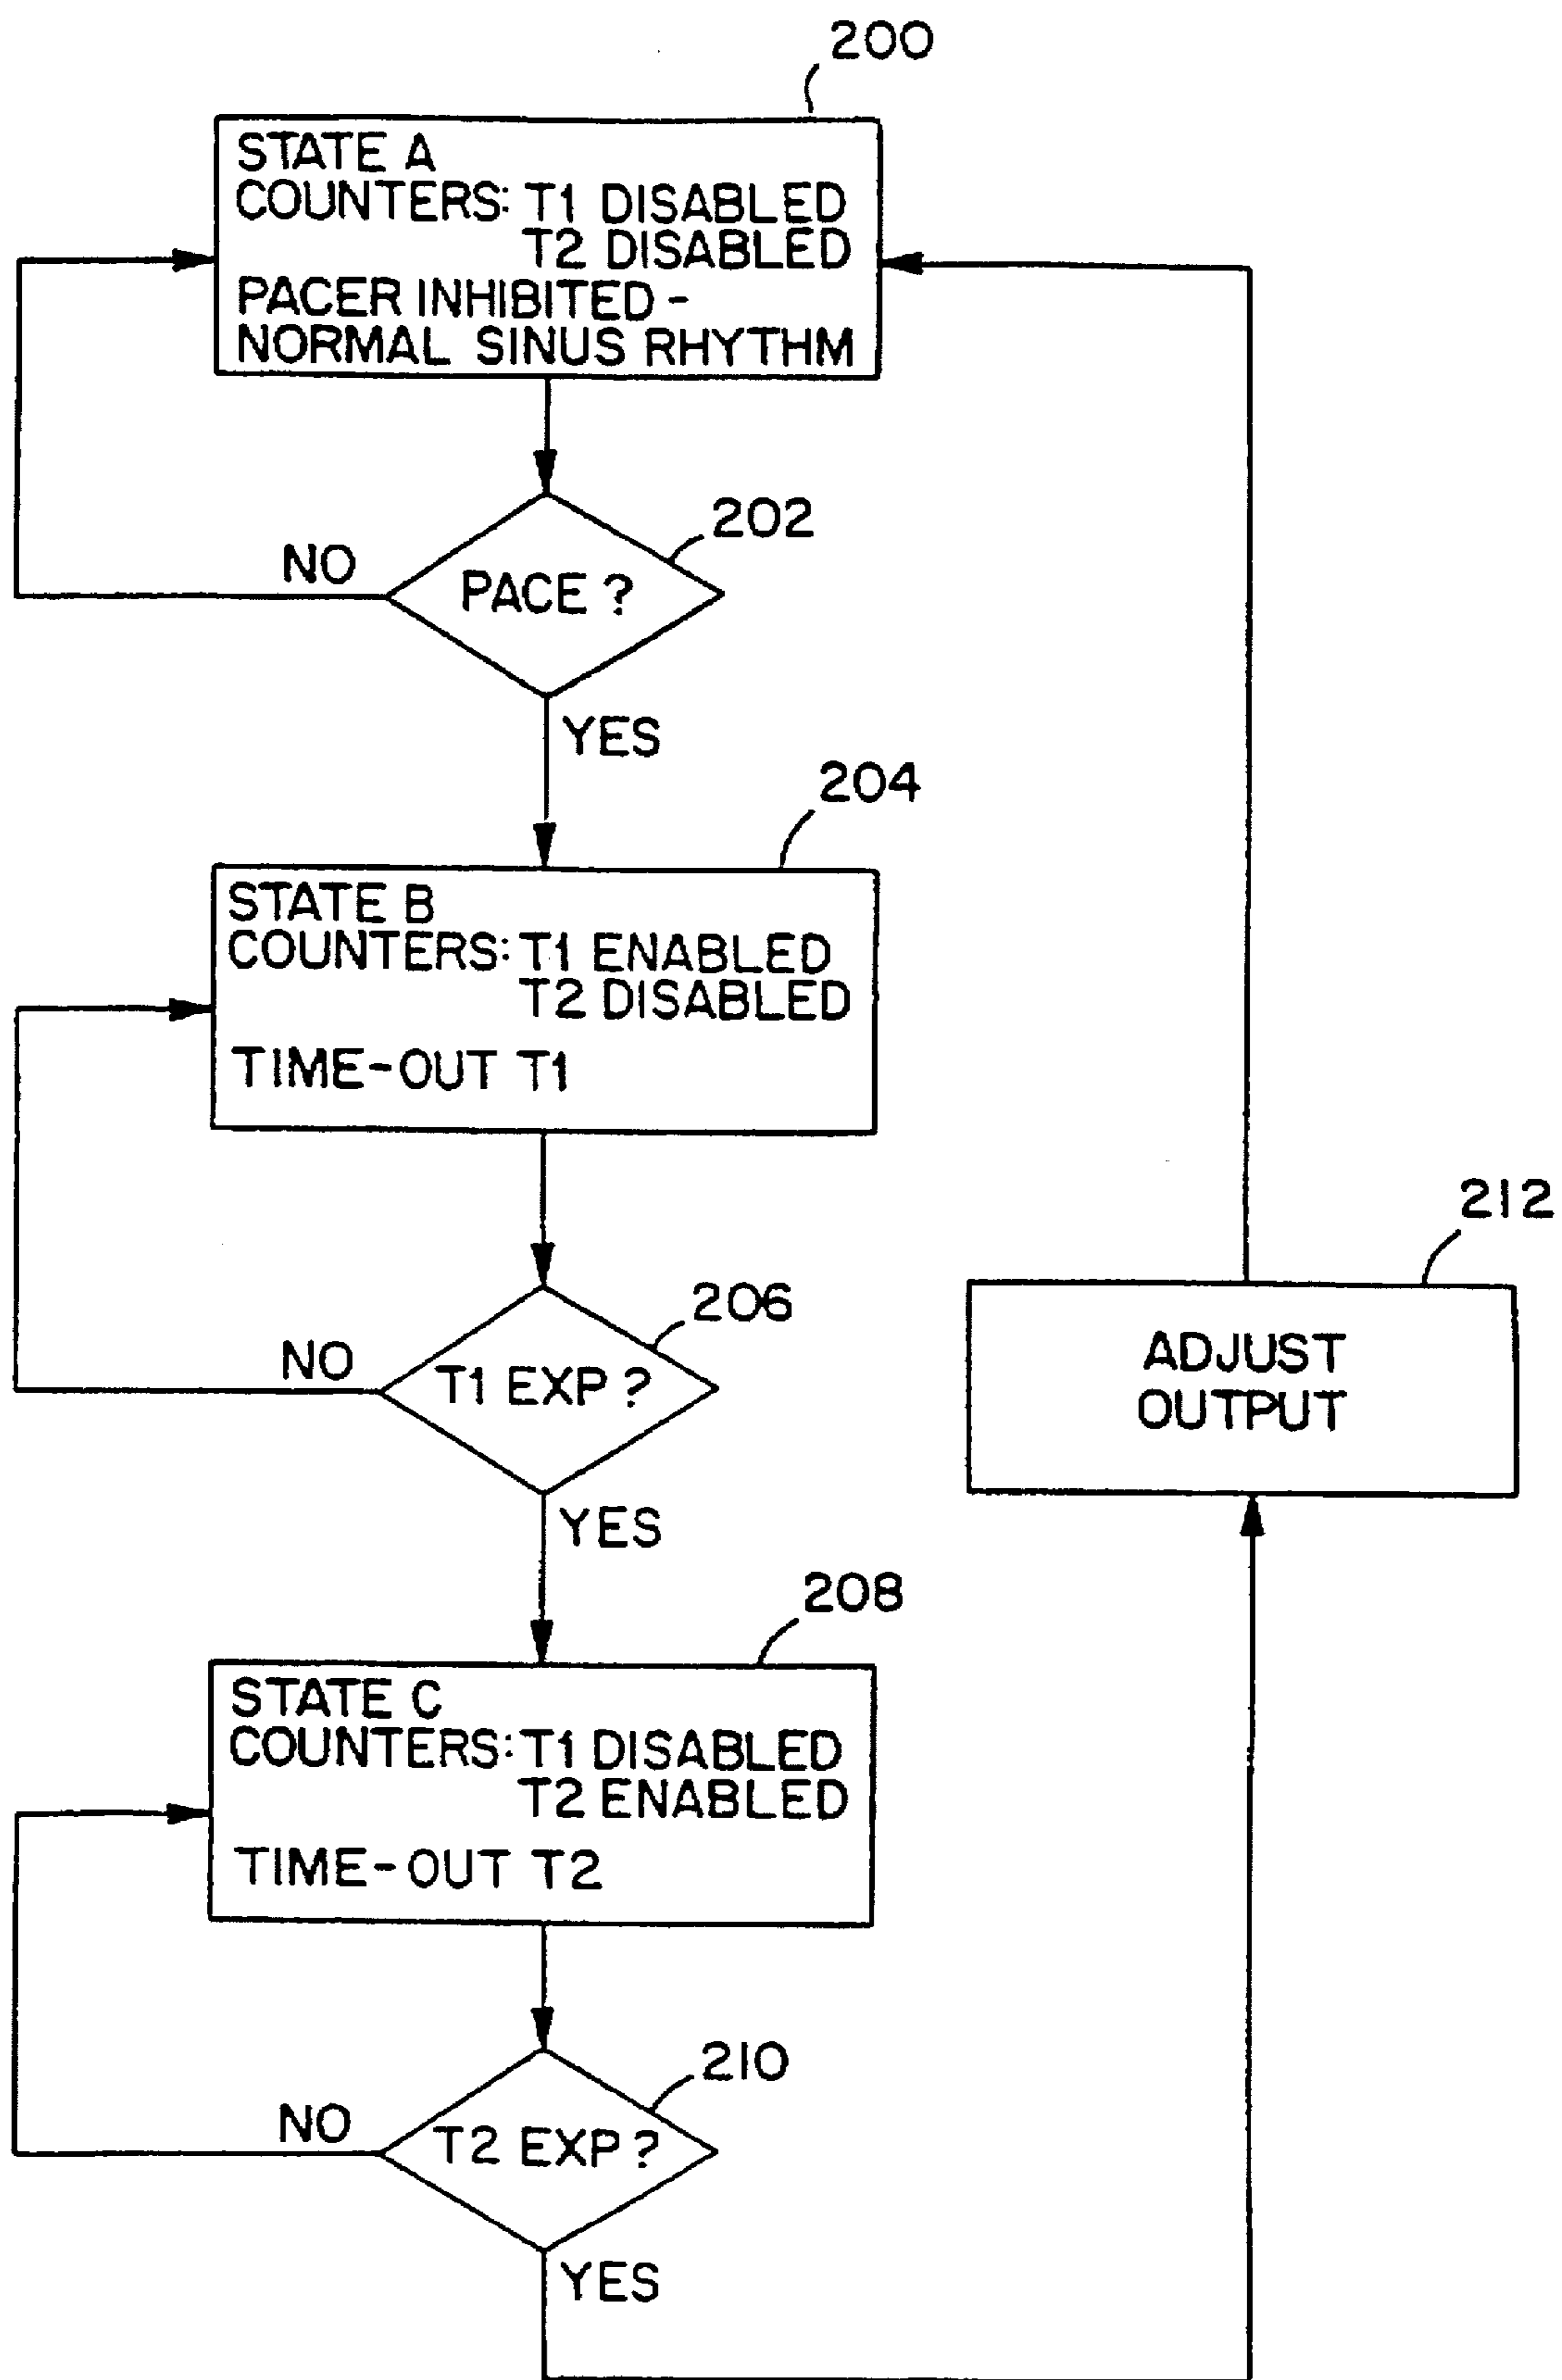 200
STATE A
COUNTERS: T1 DISABLED
T2 DISABLED
PACER INHIBITED -
NORMAL SINUS RHYTHM
202
NO
PACE ?
YES
204
STATE B
COUNTERS: T1 ENABLED
T2 DISABLED
TIME-OUT T1
206
NO
T1 EXP ?
YES
212
ADJUST
OUTPUT
208
STATE C
COUNTERS: T1 DISABLED
T2 ENABLED
TIME-OUT T2
210
NO
T2 EXP ?
YES